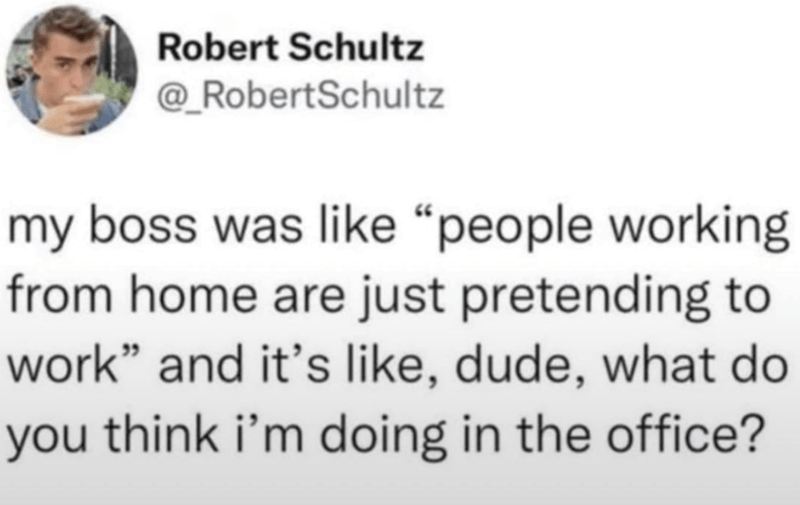 Robert Schultz
@_RobertSchultz
my boss was like “people working
from home are just pretending to
work” and it’s like, dude, what do
you think i’m doing in the office?